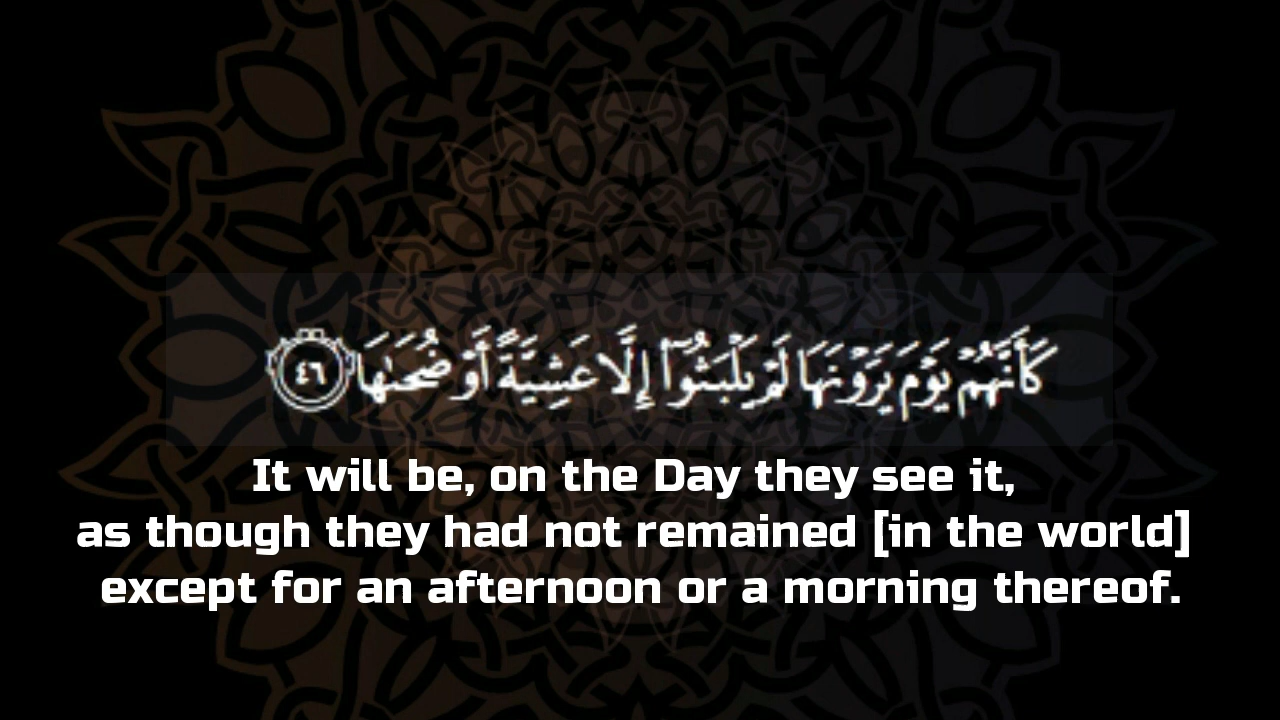 كَأَنَّهُمْ يَوْمَ يَرَوْنَهَا لَمْ يَلْبَثُوٓا۟ إِلَّا عَشِيَّةً أَوْ ضُحَىٰهَا ٤٦
It will be, on the Day they see it,
as though they had not remained [in the world]
except for an afternoon or a morning thereof.